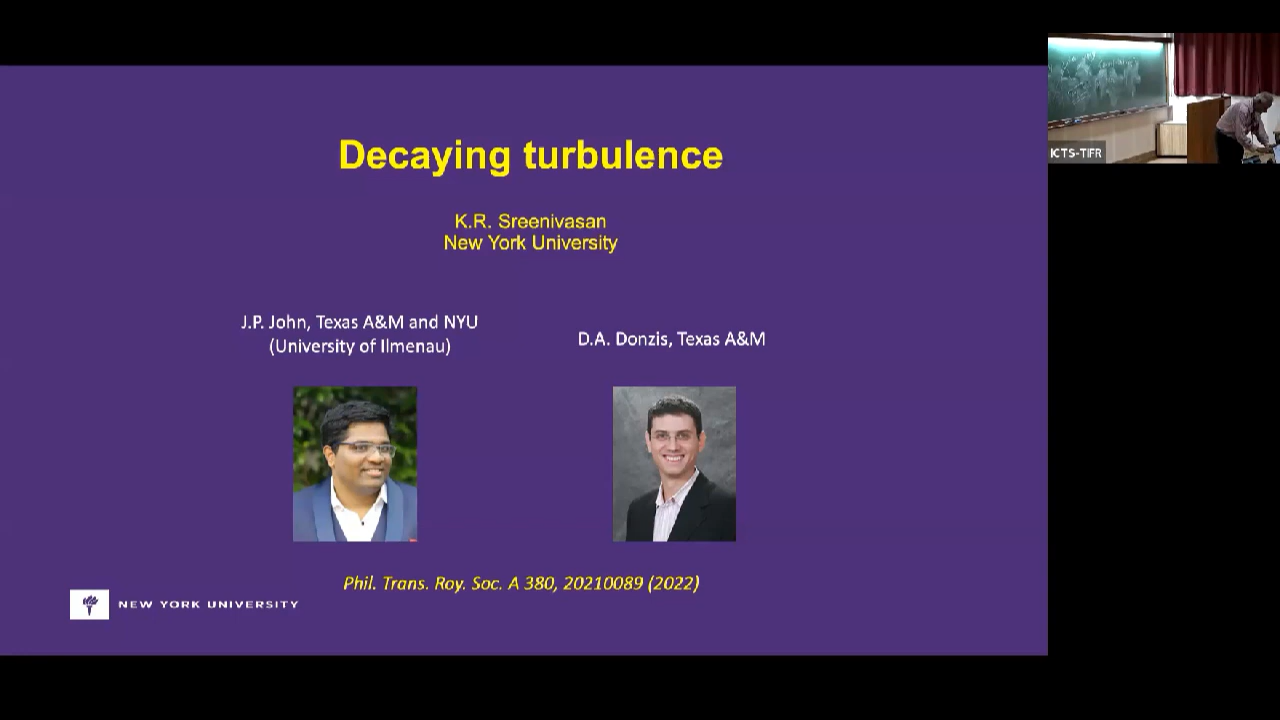 Decaying turbulence
K.R. Sreenivasan
New York University
J.P. John, Texas A&M and NYU
(University of Ilmenau)
D.A. Donzis, Texas A&M
Phil. Trans. Roy. Soc. A 380, 20210089 (2022)
NEW YORK UNIVERSITY
ICTS-TIFR